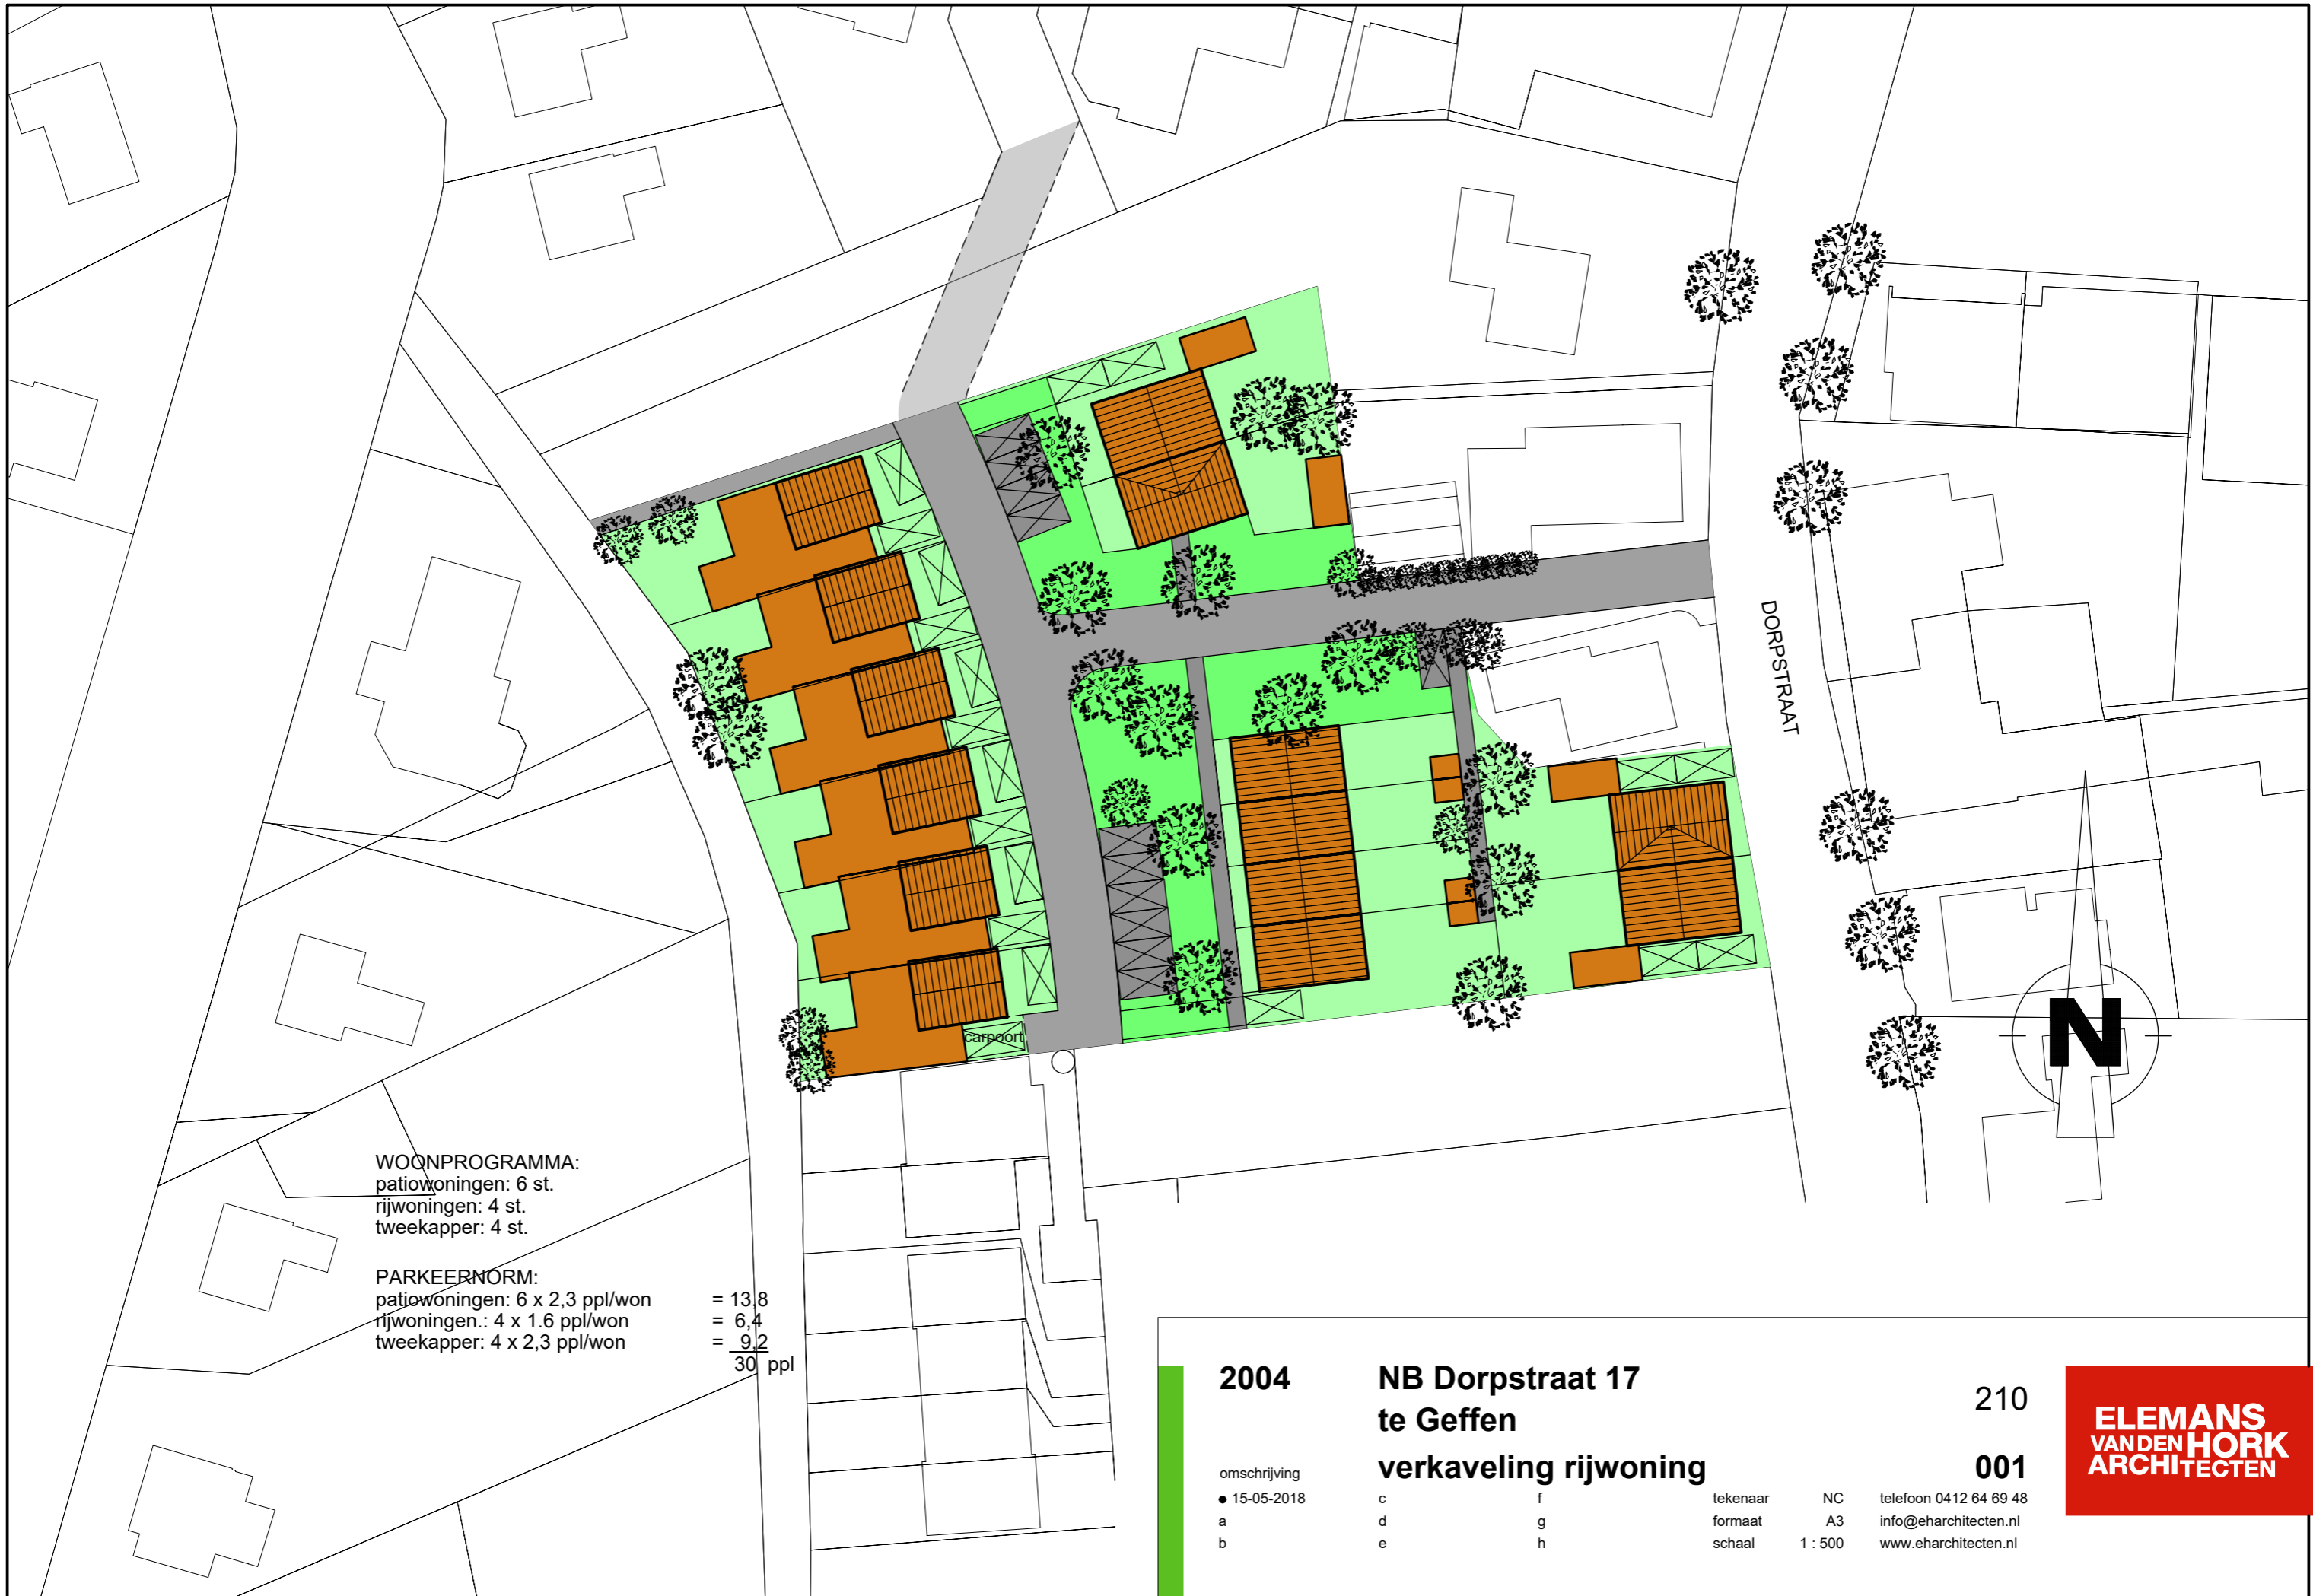 DORPSTRAAT
carpoort
N
WOONPROGRAMMA:
patiowoningen: 6 st.
rijwoningen: 4 st.
tweekapper: 4 st.
PARKEERNORM:
patiowoningen: 6 x 2,3 ppl/won = 13,8
rijwoningen.: 4 x 1.6 ppl/won = 6,4
tweekapper: 4 x 2,3 ppl/won = 9,2
30 ppl
2004 NB Dorpstraat 17 210
te Geffen
omschrijving verkaveling rijwoning 001
● 15-05-2018 c f tekenaar NC telefoon 0412 64 69 48
a d g formaat A3 info@eharchitecten.nl
b e h schaal 1 : 500 www.eharchitecten.nl
ELEMANS
VAN DEN HORK
ARCHITECTEN